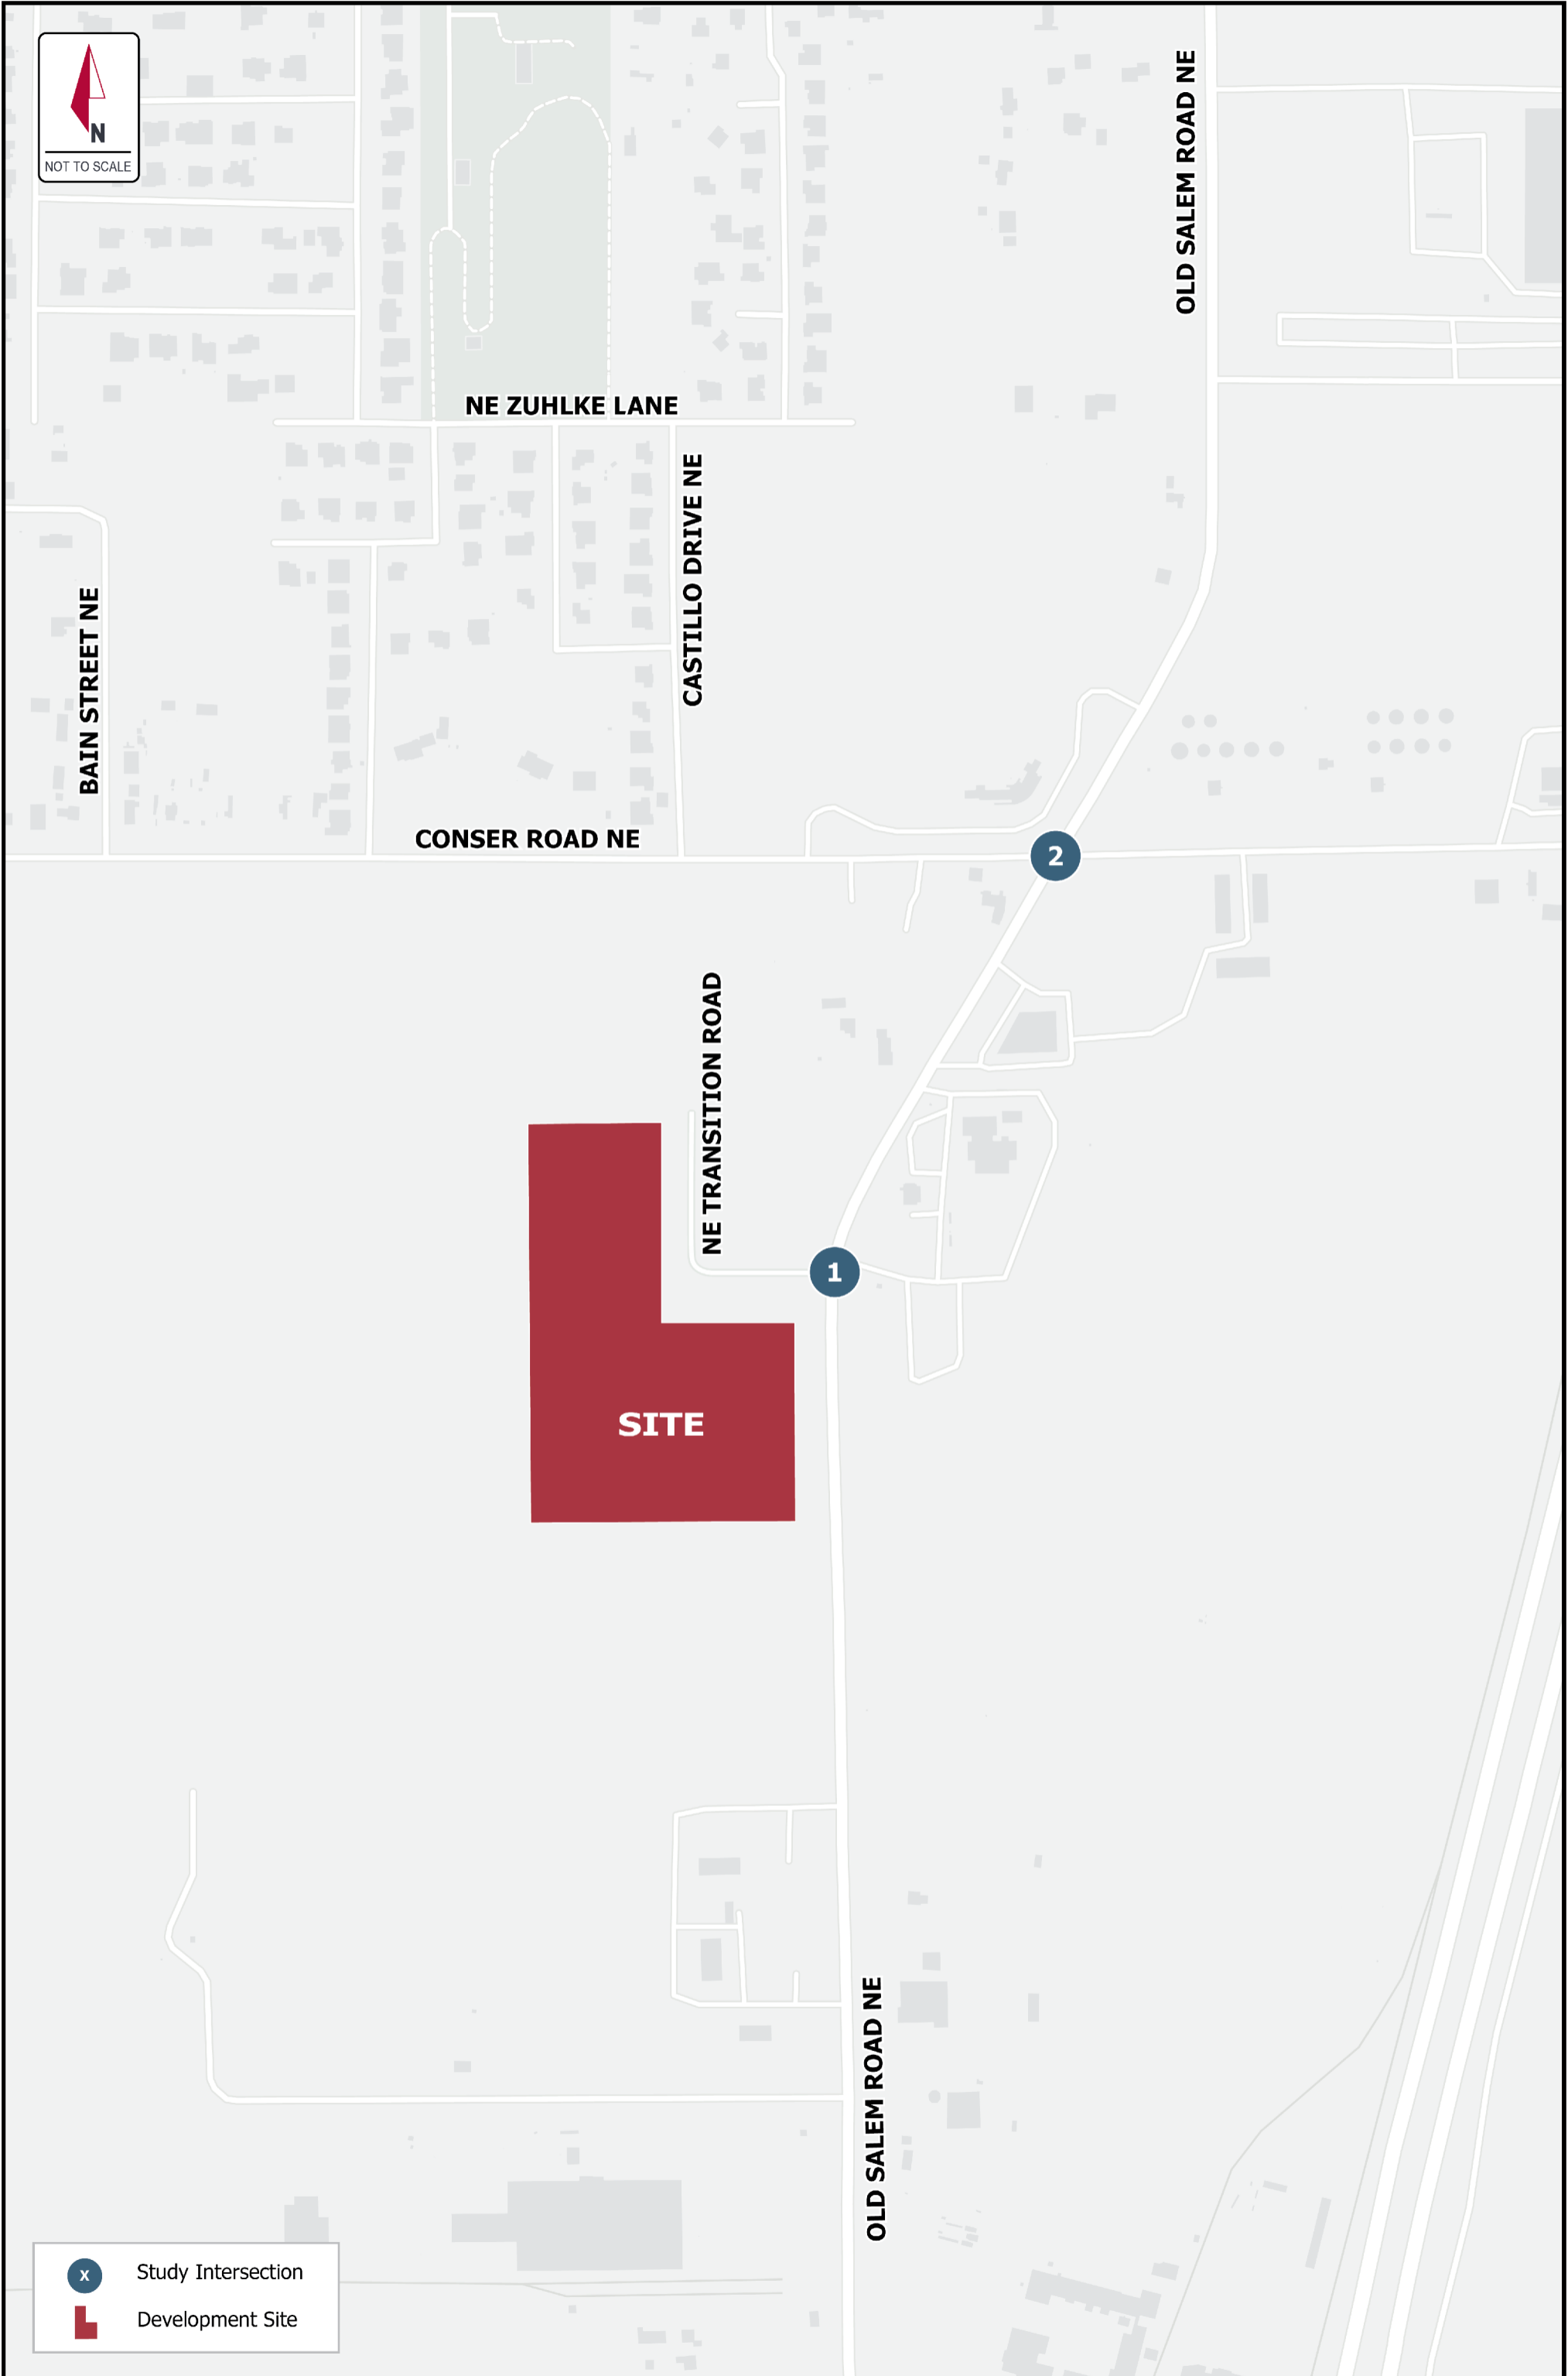 N
NOT TO SCALE
OLD SALEM ROAD NE
NE ZUHLKE LANE
CASTILLO DRIVE NE
BAIN STREET NE
CONSER ROAD NE
2
NE TRANSITION ROAD
1
SITE
OLD SALEM ROAD NE
X
Study Intersection
Development Site